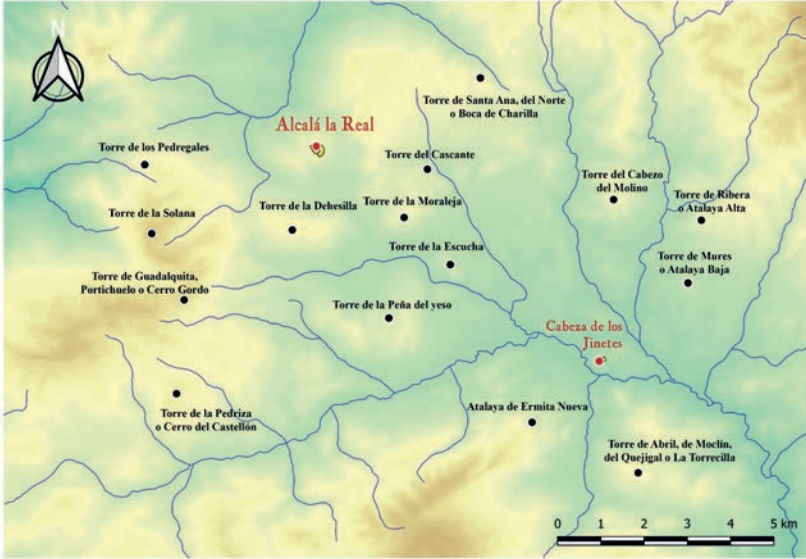 N
Torre de Santa Ana, del Norte
o Boca de Charilla
Alcalá la Real
Torre de los Pedregales
Torre del Cascante
Torre del Cabezo
del Molino
Torre de Ribera
o Atalaya Alta
Torre de la Solana
Torre de la Dehesilla
Torre de la Moraleja
Torre de la Escucha
Torre de Mures
o Atalaya Baja
Torre de Guadalquita,
Portichuelo o Cerro Gordo
Torre de la Peña del yeso
Cabeza de los
Jinetes
Torre de la Pedriza
o Cerro del Castellón
Atalaya de Ermita Nueva
Torre de Abril, de Moclín,
del Quejigal o La Torrecilla
0 1 2 3 4 5 km